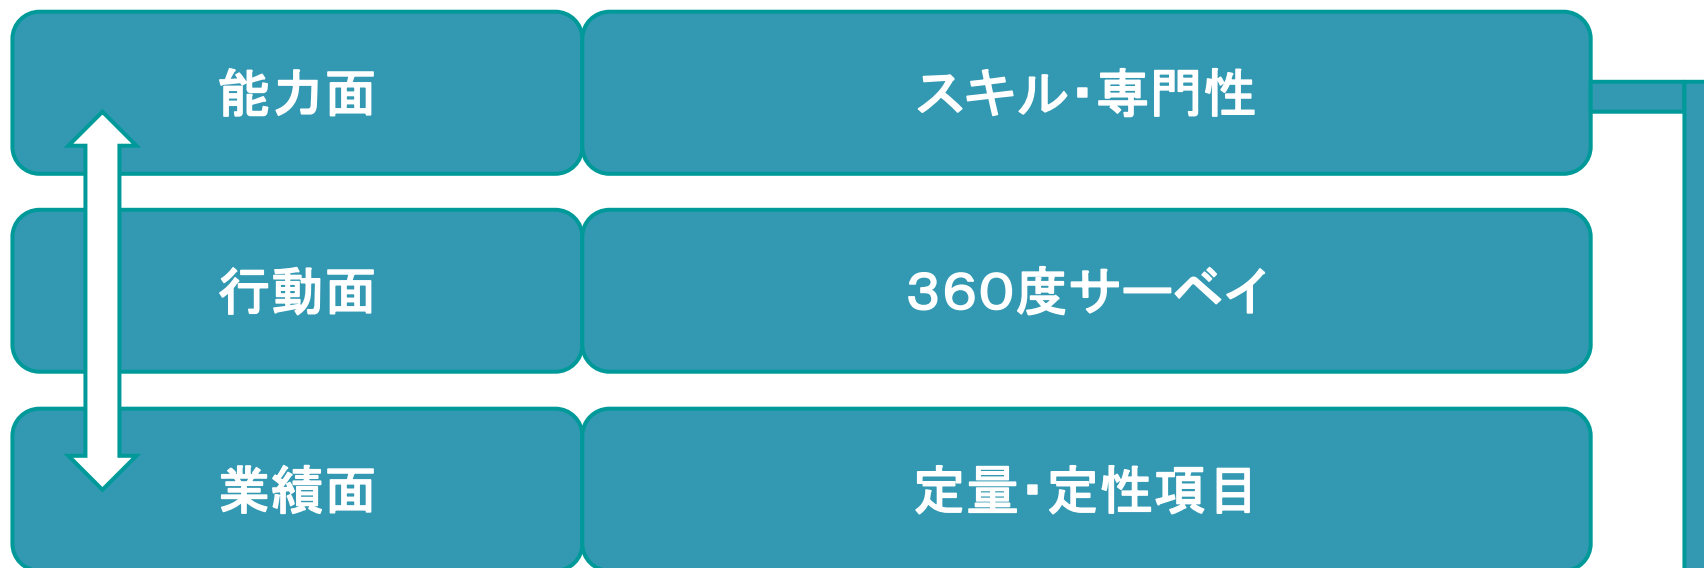 能力面
スキル・専門性
行動面
360度サーベイ
業績面
定量・定性項目